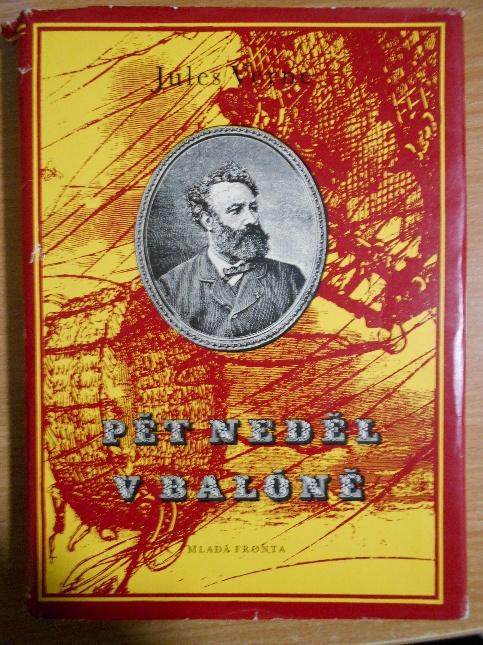 Jules Verne
PĚT NEDĚL
V BALÓNĚ
MLADÁ FRONTA